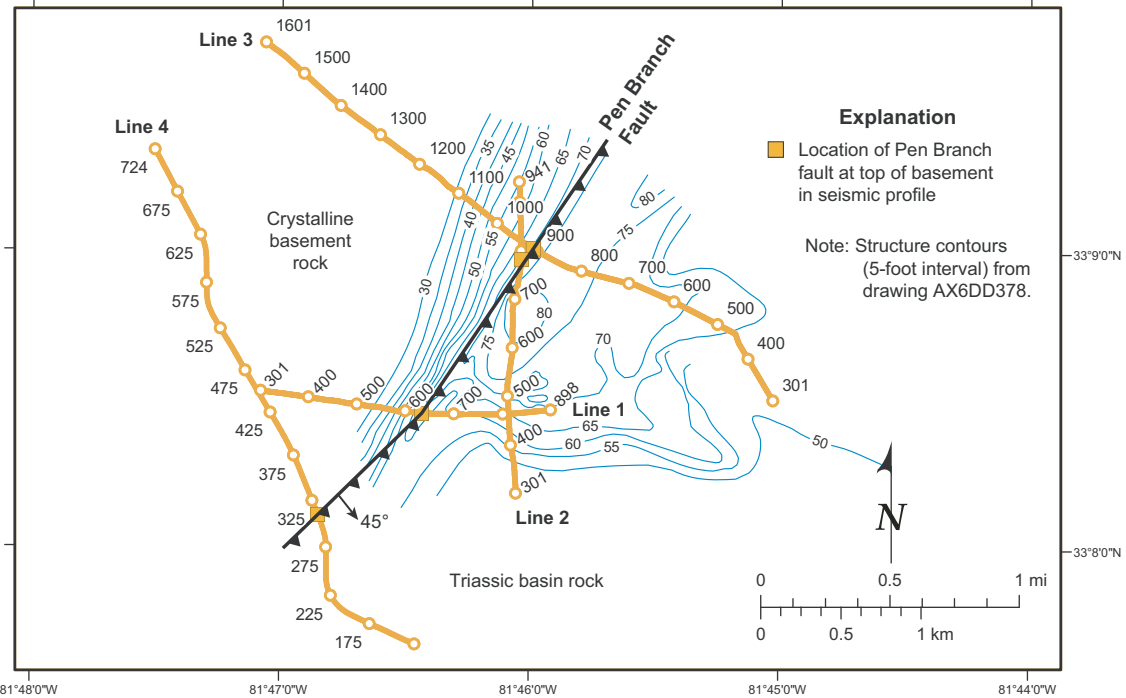 1601
Line 3
1500
1400
1300
1200
1100
1000
941
900
800
700
600
500
400
301
Line 4
724
675
625
575
525
475
425
375
325
275
225
175
Crystalline
basement
rock
Pen Branch
Fault
35
45
60
65
70
40
55
50
30
80
75
80
75
70
65
60
55
50
700
600
500
400
301
Line 2
301
400
500
600
700
898
Line 1
45°
Triassic basin rock
Explanation
Location of Pen Branch
fault at top of basement
in seismic profile
Note: Structure contours
(5-foot interval) from
drawing AX6DD378.
N
0 0.5 1 mi
0 0.5 1 km
33°9'0"N
33°8'0"N
81°48'0"W 81°47'0"W 81°46'0"W 81°45'0"W 81°44'0"W